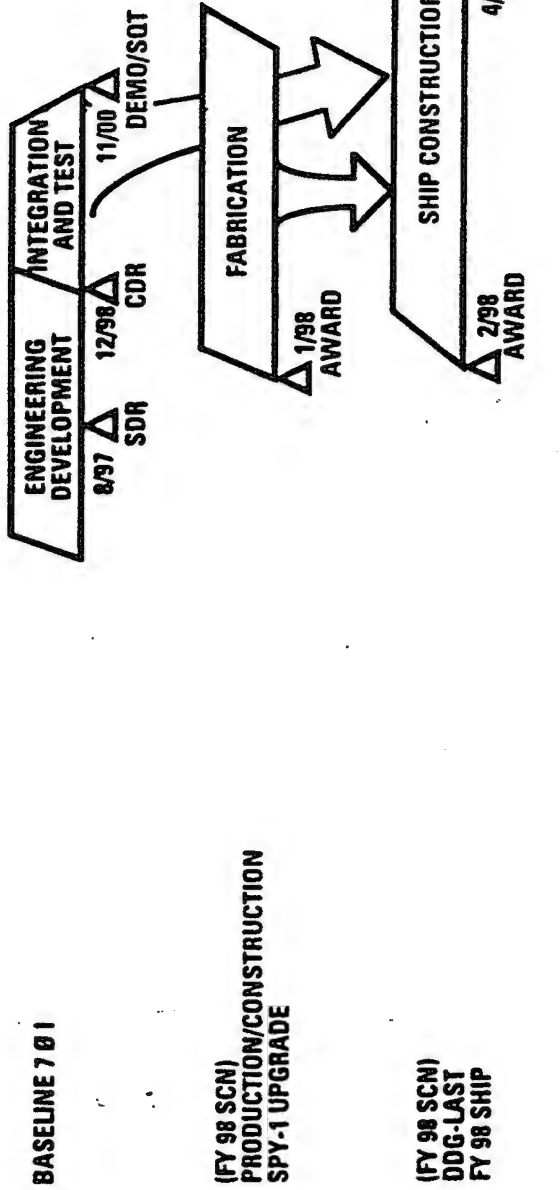 BASELINE 7 Ø I
ENGINEERING
DEVELOPMENT
INTEGRATION
AND TEST
8/97
SDR
12/98
CDR
11/00
DEMO/SQT
(FY 98 SCN)
PRODUCTION/CONSTRUCTION
SPY-1 UPGRADE
FABRICATION
1/98
AWARD
(FY 98 SCN)
DDG-LAST
FY 98 SHIP
SHIP CONSTRUCTION
2/98
AWARD
4/